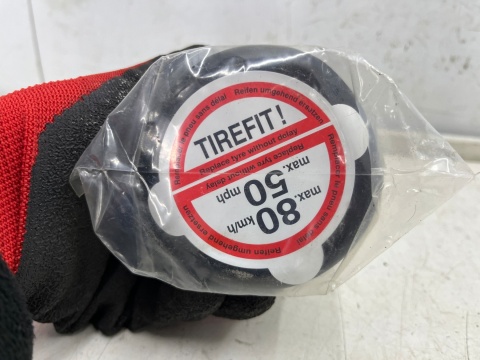 Reifen umgehend ersetzen
TIREFIT!
Replace tyre without delay
Replace tyre without delay
max. 80 km/h
max. 50 mph
Reifen umgehend ersetzen